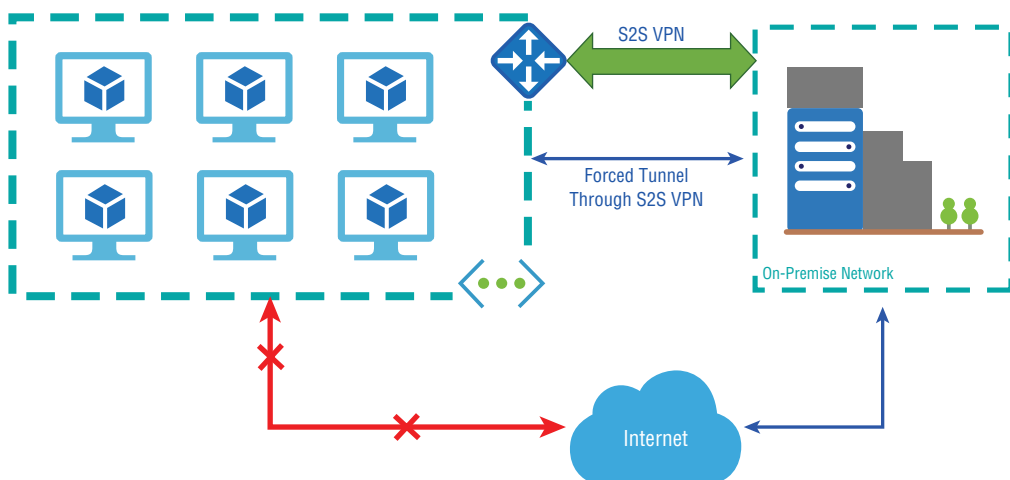 S2S VPN
Forced Tunnel
Through S2S VPN
On-Premise Network
Internet